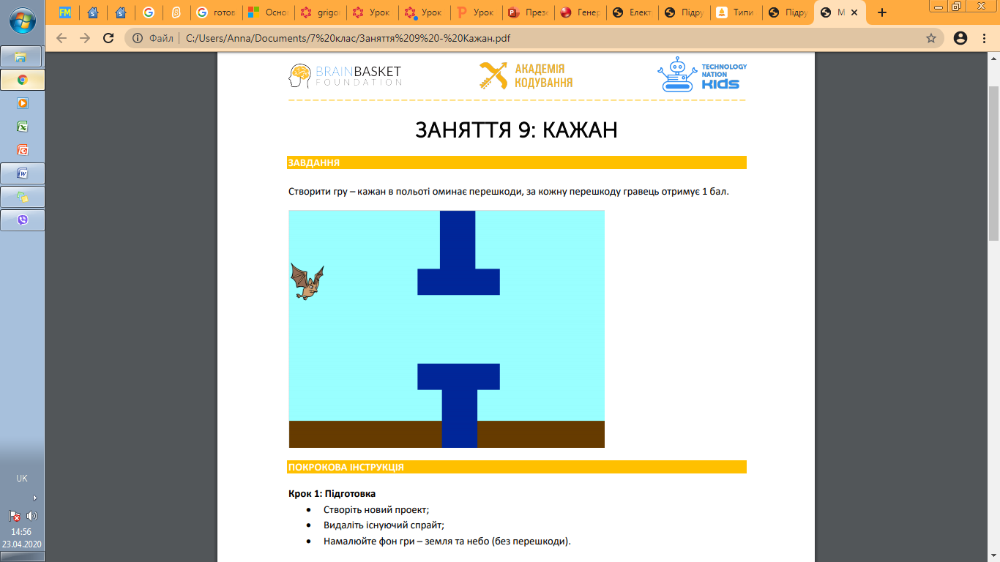 FM
готов
Осно
grigo
Урок
Урок
Урок
През
Генер
Елект
Підру
Типи
Підру
М
Файл
C:/Users/Anna/Documents/7%20клас/Заняття%209%20-%20Кажан.pdf
BRAINBASKET
FOUNDATION
АКАДЕМІЯ
КОДУВАННЯ
TECHNOLOGY
NATION
KIDS
ЗАНЯТТЯ 9: КАЖАН
ЗАВДАННЯ
Створити гру – кажан в польоті оминає перешкоди, за кожну перешкоду гравець отримує 1 бал.
ПОКРОКОВА ІНСТРУКЦІЯ
Крок 1: Підготовка
• Створіть новий проект;
• Видаліть існуючий спрайт;
• Намалюйте фон гри – земля та небо (без перешкоди).
UK
14:56
23.04.2020